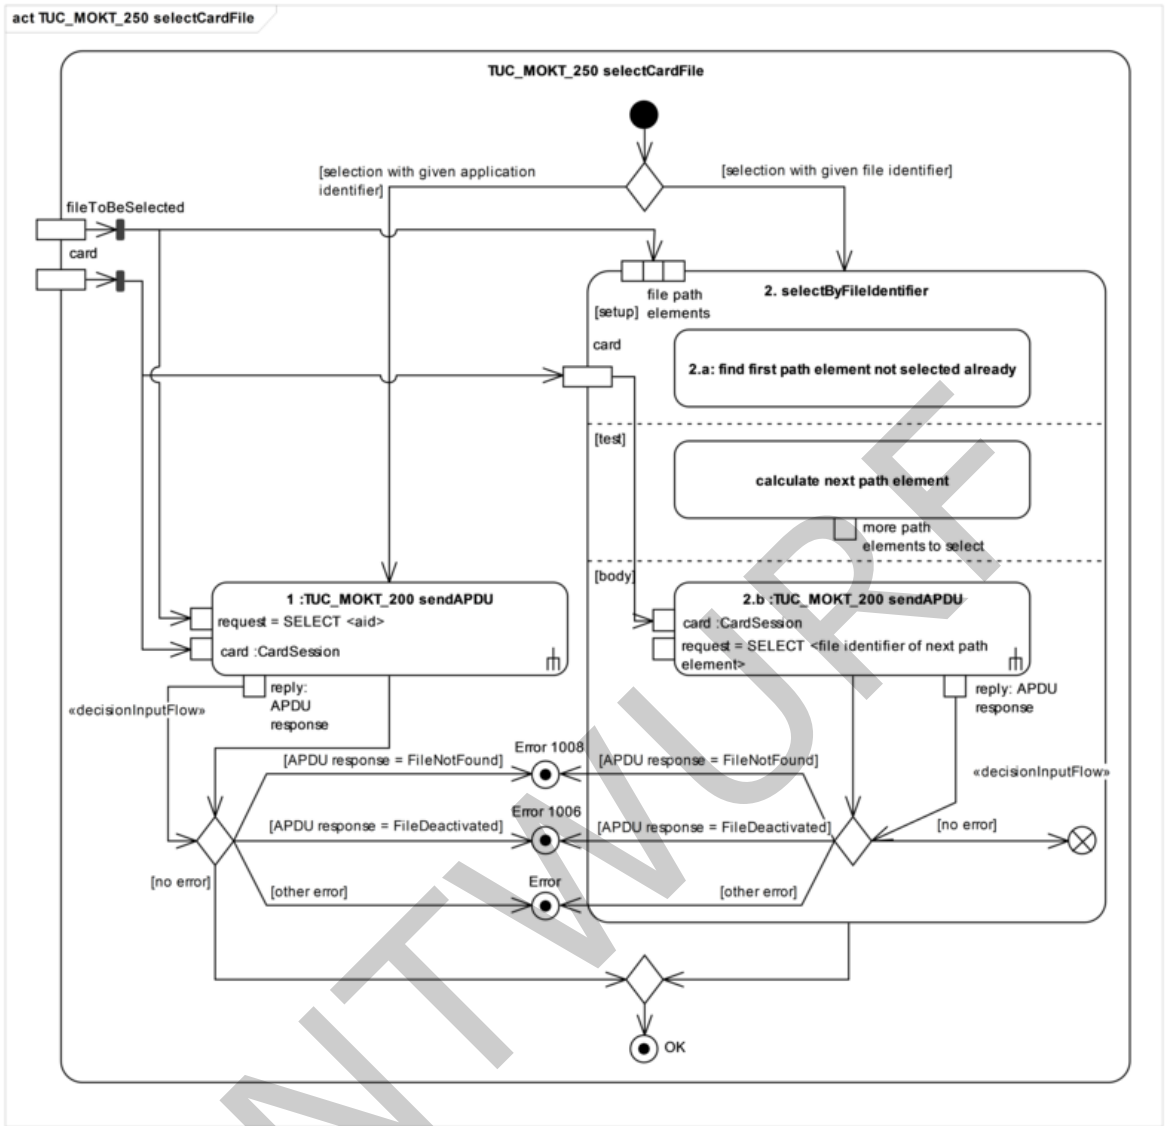 act TUC_MOKT_250 selectCardFile
TUC_MOKT_250 selectCardFile
[selection with given application
identifier]
[selection with given file identifier]
fileToBeSelected
card
file path
elements
2. selectByFileIdentifier
[setup]
card
2.a: find first path element not selected already
[test]
calculate next path element
more path
elements to select
[body]
1 :TUC_MOKT_200 sendAPDU
request = SELECT <aid>
card :CardSession
reply:
APDU
response
«decisionInputFlow»
2.b :TUC_MOKT_200 sendAPDU
card :CardSession
request = SELECT <file identifier of next path
element>
reply: APDU
response
«decisionInputFlow»
Error 1008
[APDU response = FileNotFound]
[APDU response = FileNotFound]
Error 1006
[APDU response = FileDeactivated]
[APDU response = FileDeactivated]
[no error]
[no error]
Error
[other error]
[other error]
OK
NTWURF